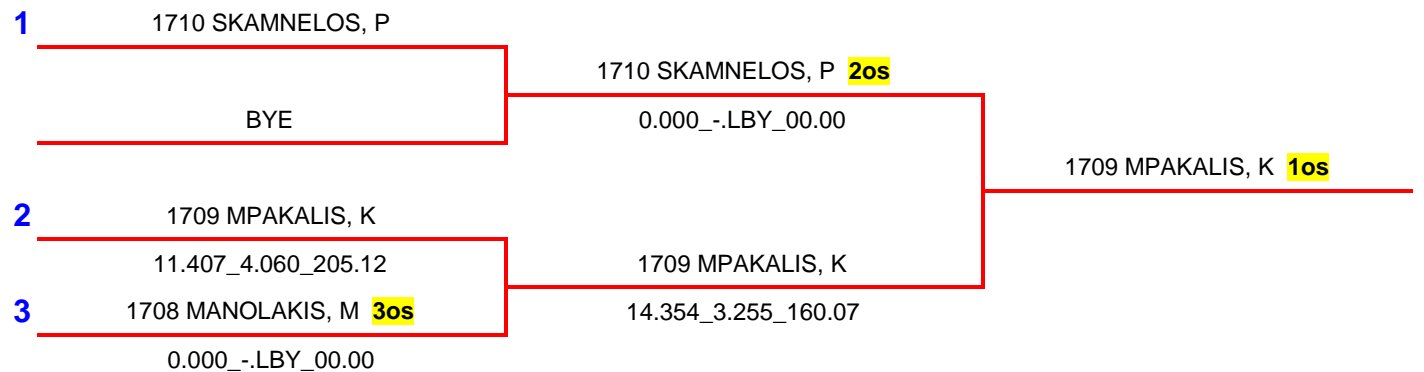 1 1710 SKAMNELOS, P
1710 SKAMNELOS, P 2os
BYE
0.000_-.LBY_00.00
1709 MPAKALIS, K 1os
2 1709 MPAKALIS, K
11.407_4.060_205.12
1709 MPAKALIS, K
3 1708 MANOLAKIS, M 3os
14.354_3.255_160.07
0.000_-.LBY_00.00